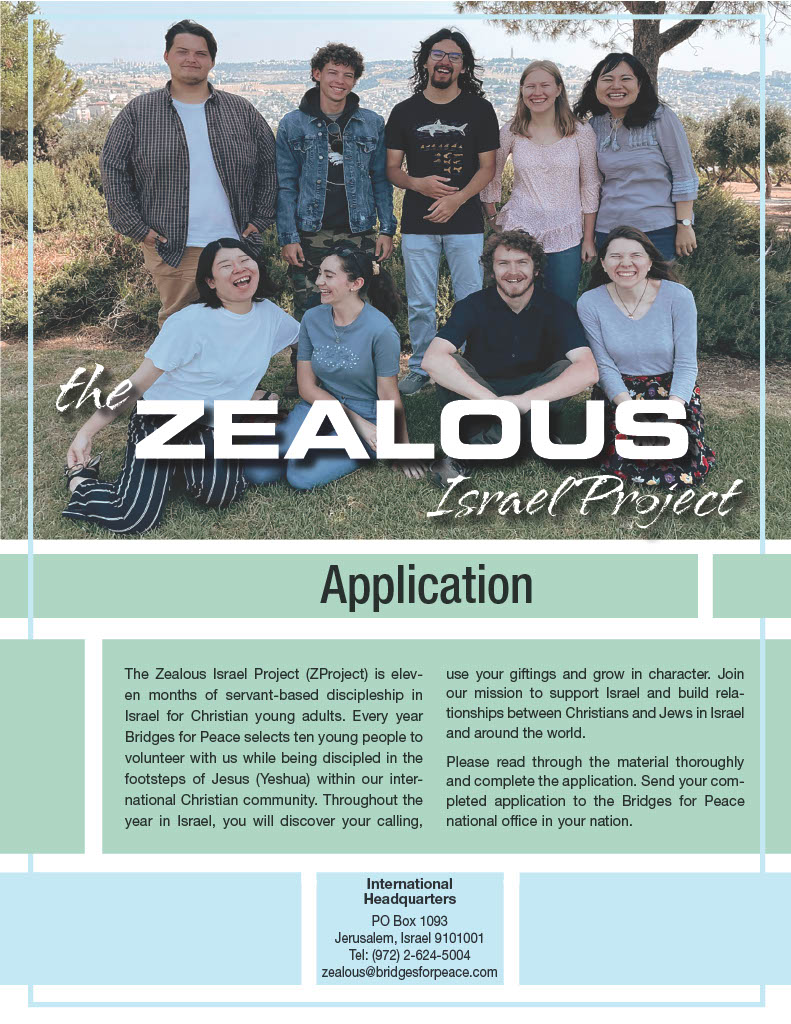 the
ZEALOUS
Israel Project
Application
The Zealous Israel Project (ZProject) is elev-
en months of servant-based discipleship in
Israel for Christian young adults. Every year
Bridges for Peace selects ten young people to
volunteer with us while being discipled in the
footsteps of Jesus (Yeshua) within our inter-
national Christian community. Throughout the
year in Israel, you will discover your calling,
use your giftings and grow in character. Join
our mission to support Israel and build rela-
tionships between Christians and Jews in Israel
and around the world.
Please read through the material thoroughly
and complete the application. Send your com-
pleted application to the Bridges for Peace
national office in your nation.
International
Headquarters
PO Box 1093
Jerusalem, Israel 9101001
Tel: (972) 2-624-5004
zealous@bridgesforpeace.com